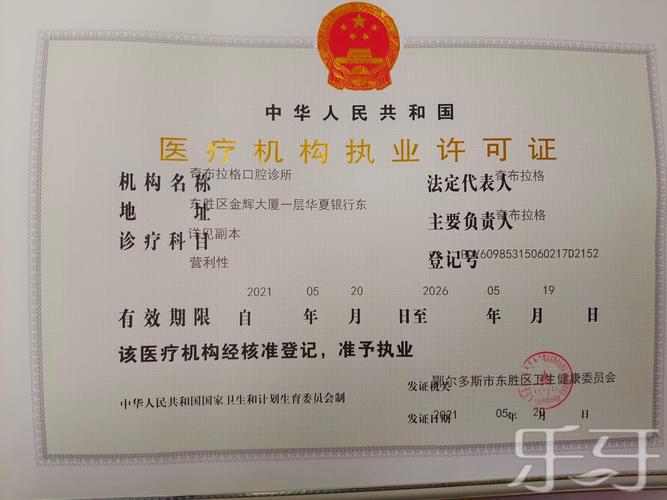 中华人民共和国
医疗机构执业许可证
机构名称 奇布拉格口腔诊所 法定代表人 奇布拉格
地址 东胜区金辉大厦一层华夏银行东 主要负责人 奇布拉格
诊疗科目 详见副本
营利性 登记号 60985315060217D2152
有效期限 自 2021 年 05 月 20 日至 2026 年 05 月 19 日
该医疗机构经核准登记，准予执业
发证机关 鄂尔多斯市东胜区卫生健康委员会
中华人民共和国国家卫生和计划生育委员会制
发证日期 2021 05 年 20 月 日
乐牙